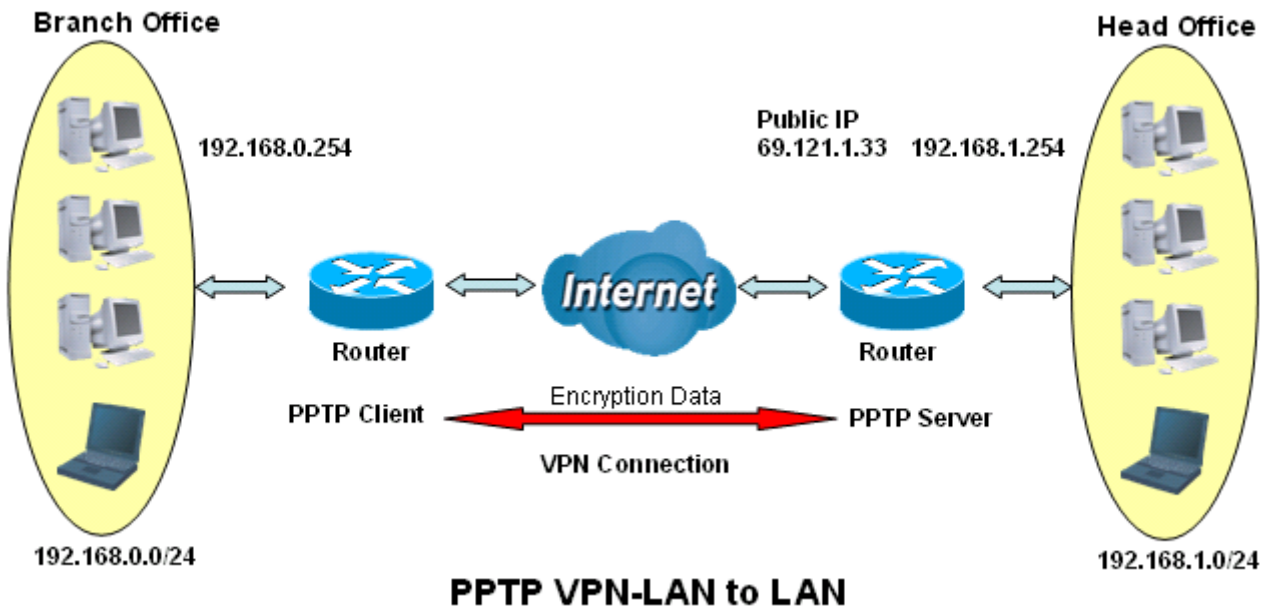 Branch Office
Head Office
192.168.0.254
Public IP
69.121.1.33
192.168.1.254
Internet
Router
Router
PPTP Client
Encryption Data
PPTP Server
VPN Connection
192.168.0.0/24
192.168.1.0/24
PPTP VPN-LAN to LAN